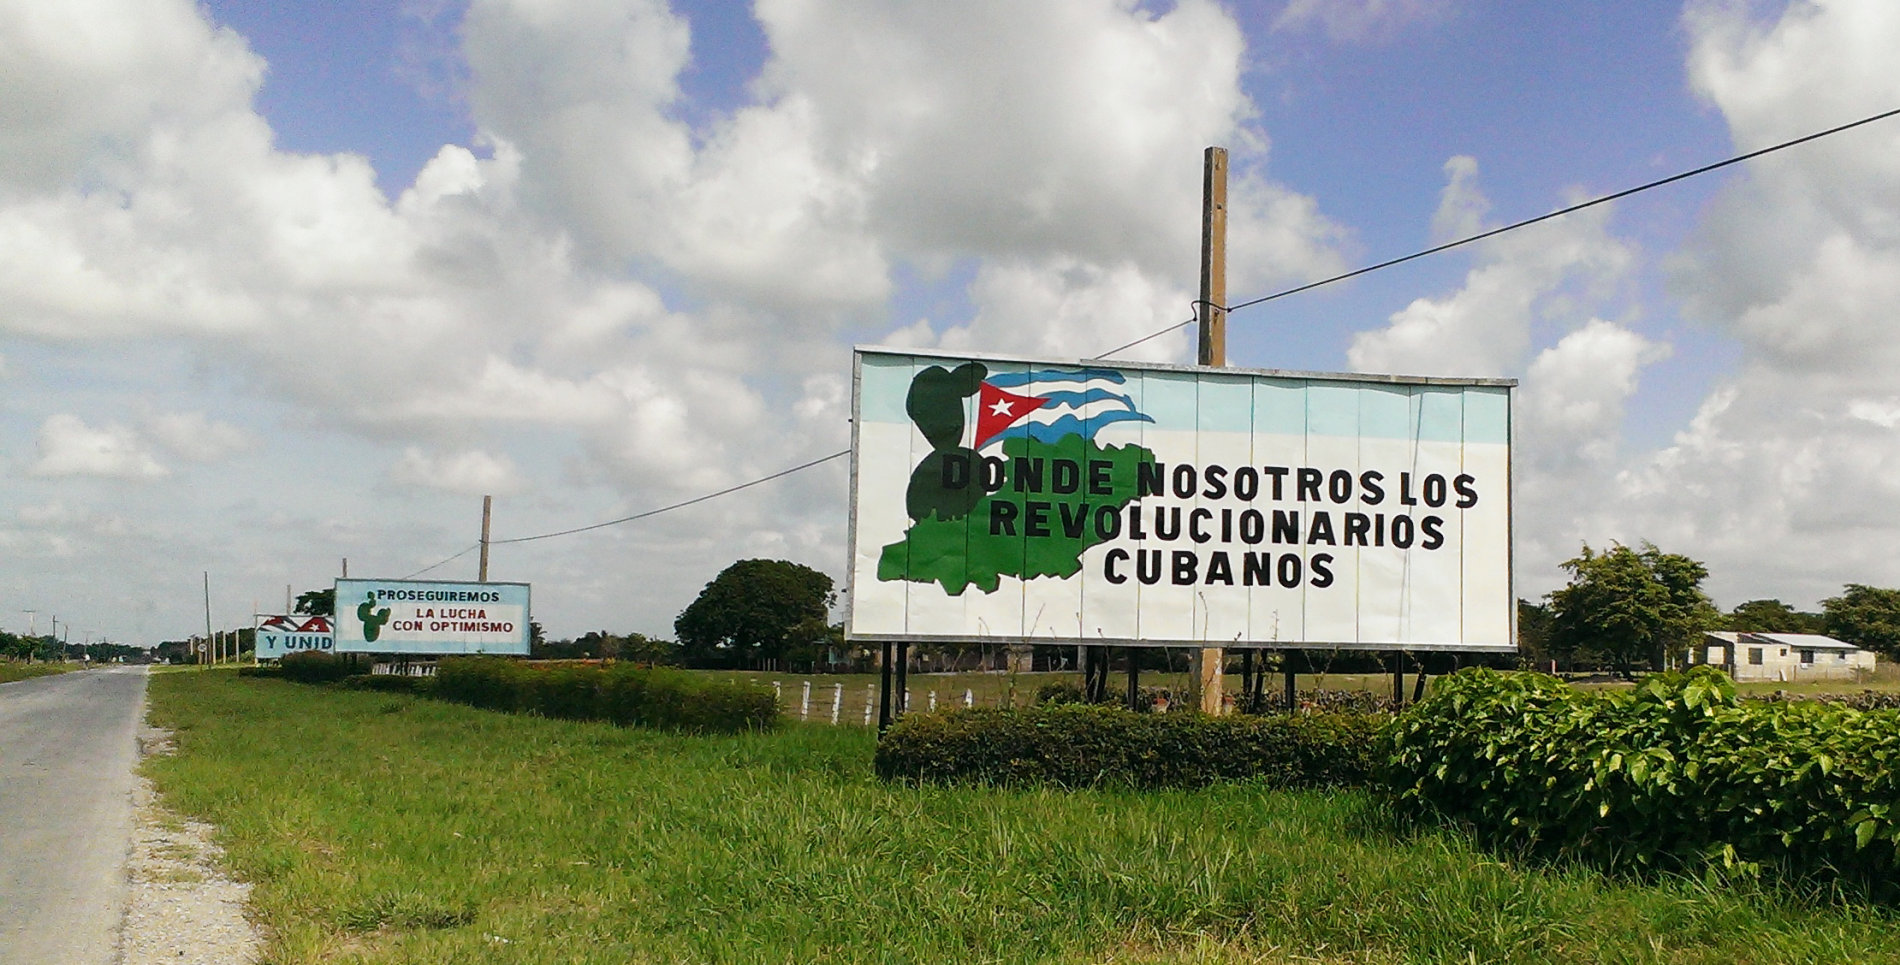 DONDE NOSOTROS LOS
REVOLUCIONARIOS
CUBANOS
PROSEGUIREMOS
LA LUCHA
CON OPTIMISMO
Y UNID